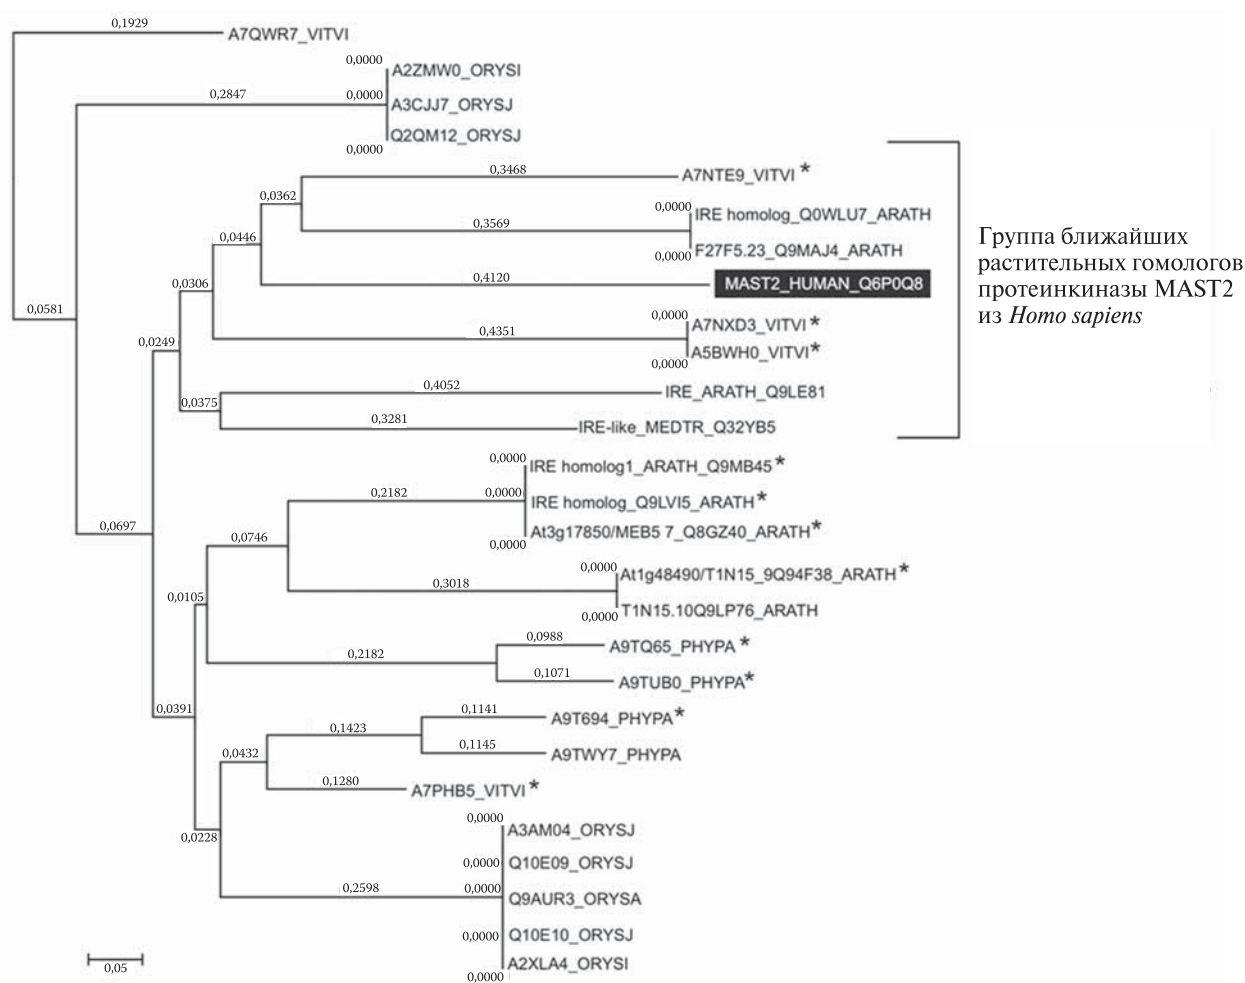 0,1929
A7QWR7_VITVI
0,0000
A2ZMW0_ORYSI
0,2847
0,0000
A3CJJ7_ORYSJ
Q2QM12_ORYSJ
0,0000
0,3468
A7NTE9_VITVI *
0,0362
0,0000
IRE homolog_Q0WLU7_ARATH
0,3569
0,0446
F27F5.23_Q9MAJ4_ARATH
0,0000
0,4120
MAST2_HUMAN_Q6P0Q8
0,0306
0,0581
0,0000
A7NXD3_VITVI *
0,4351
0,0249
A5BWH0_VITVI *
0,0000
0,4052
IRE_ARATH_Q9LE81
0,0375
0,3281
IRE-like_MEDTR_Q32YB5
Группа ближайших
растительных гомологов
протеинкиназы MAST2
из Homo sapiens
0,0000
IRE homolog1_ARATH_Q9MB45 *
0,2182
0,0000
IRE homolog_Q9LVI5_ARATH *
0,0697
0,0746
At3g17850/MEB5 7_Q8GZ40_ARATH *
0,0000
0,0000
At1g48490/T1N15_9Q94F38_ARATH *
0,3018
0,0105
T1N15.10Q9LP76_ARATH
0,0000
0,0988
A9TQ65_PHYPA *
0,2182
0,1071
A9TUB0_PHYPA *
0,0391
0,1141
A9T694_PHYPA *
0,1423
0,0432
0,1145
A9TWY7_PHYPA
0,1280
A7PHB5_VITVI *
0,0228
0,0000
A3AM04_ORYSJ
0,0000
Q10E09_ORYSJ
0,2598
0,0000
Q9AUR3_ORYSA
0,0000
Q10E10_ORYSJ
A2XLA4_ORYSI
0,0000
0,05